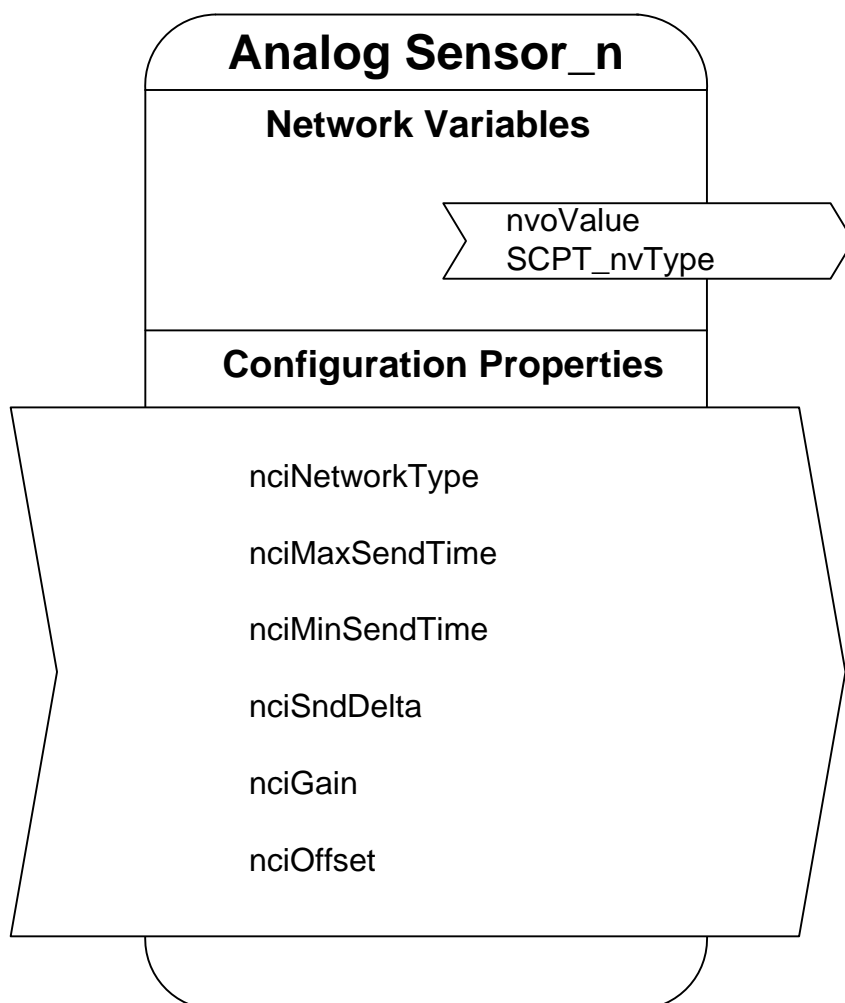 Analog Sensor_n
Network Variables
nvoValue
SCPT_nvType
Configuration Properties
nciNetworkType
nciMaxSendTime
nciMinSendTime
nciSndDelta
nciGain
nciOffset